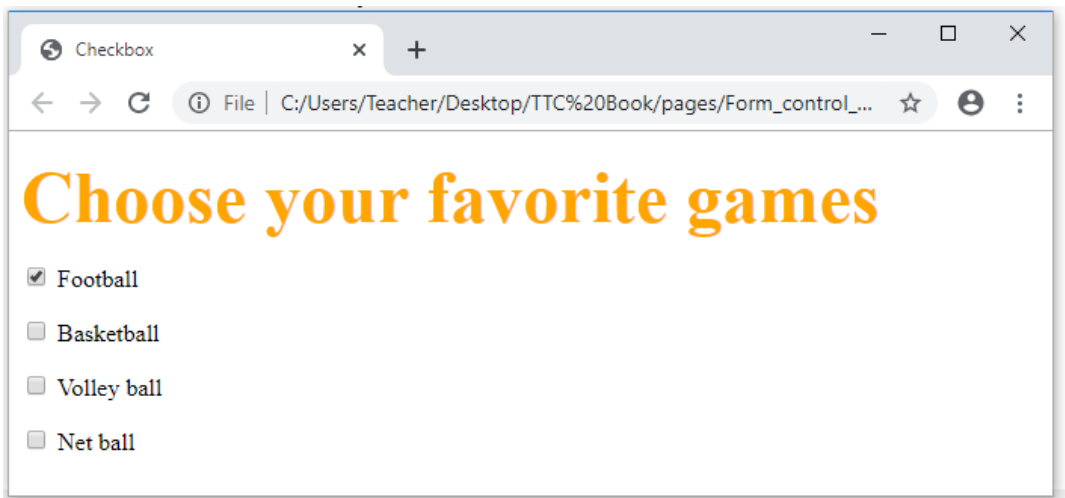 Checkbox
File | C:/Users/Teacher/Desktop/TTC%20Book/pages/Form_control_...
Choose your favorite games
Football
Basketball
Volley ball
Net ball